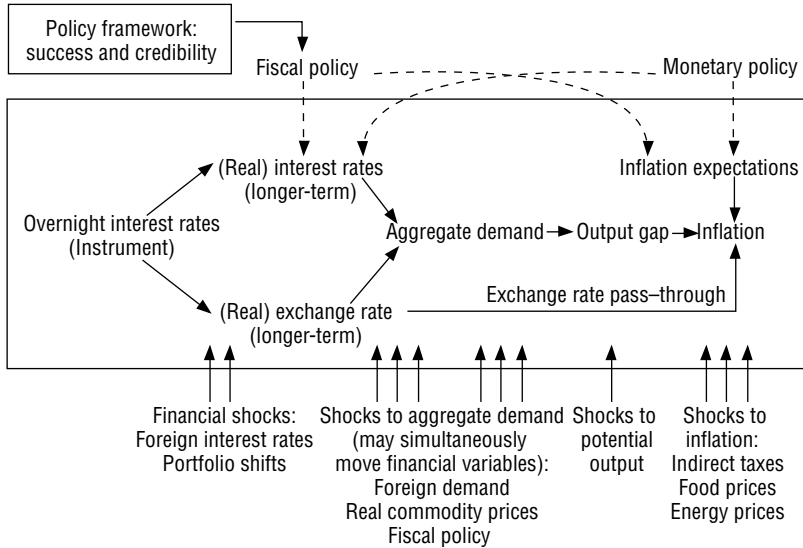 Policy framework:
success and credibility
Fiscal policy
Monetary policy
(Real) interest rates
(longer-term)
Inflation expectations
Overnight interest rates
(Instrument)
Aggregate demand
Output gap
Inflation
(Real) exchange rate
(longer-term)
Exchange rate pass–through
Financial shocks:
Foreign interest rates
Portfolio shifts
Shocks to aggregate demand
(may simultaneously
move financial variables):
Foreign demand
Real commodity prices
Fiscal policy
Shocks to
potential
output
Shocks to
inflation:
Indirect taxes
Food prices
Energy prices